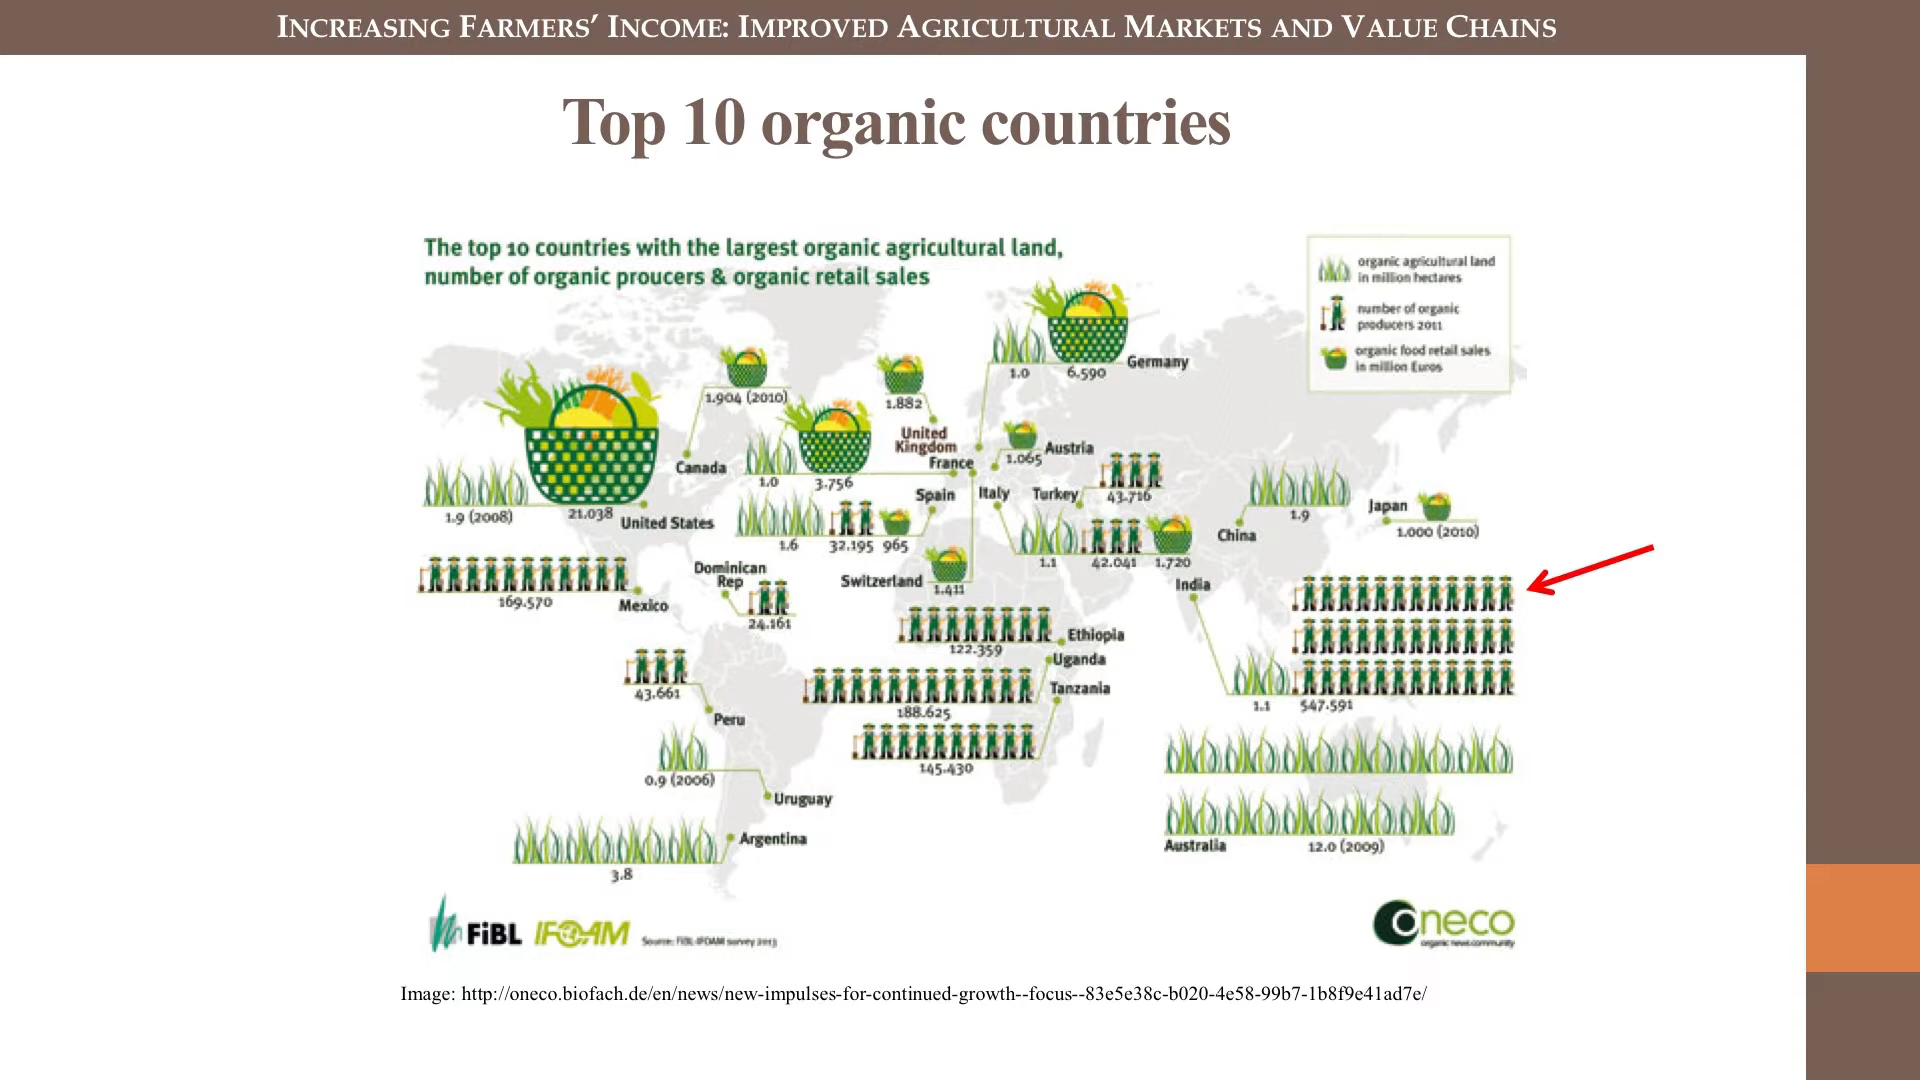 INCREASING FARMERS' INCOME: IMPROVED AGRICULTURAL MARKETS AND VALUE CHAINS
Top 10 organic countries
The top 10 countries with the largest organic agricultural land,
number of organic proucers & organic retail sales
organic agricultural land
in million hectares
number of organic
producers 2011
organic food retail sales
in million Euros
1.0
6.590
Germany
1.904 (2010)
Canada
1.882
United
Kingdom
1.0
3.756
France
1.065
Austria
1.9 (2008)
21.038
United States
1.6
32.195
965
Spain
Italy
1.1
42.041
1.720
Turkey
43.716
China
1.9
Japan
1.000 (2010)
169.570
Mexico
Dominican
Rep
24.161
Switzerland
1.411
India
1.1
547.591
122.359
Ethiopia
Uganda
188.625
Tanzania
145.430
43.661
Peru
0.9 (2006)
Uruguay
Argentina
3.8
Australia
12.0 (2009)
FiBL IFOAM Source: FiBL-IFOAM survey 2013
Oneco
organic news community
Image: http://oneco.biofach.de/en/news/new-impulses-for-continued-growth--focus--83e5e38c-b020-4e58-99b7-1b8f9e41ad7e/